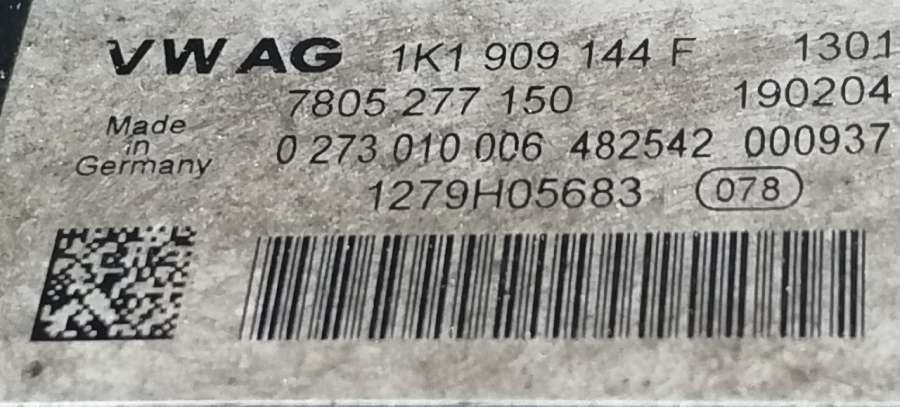 VW AG 1K1 909 144 F 1301
7805 277 150 190204
Made
in
Germany
0 273 010 006 482542 000937
1279H05683 078